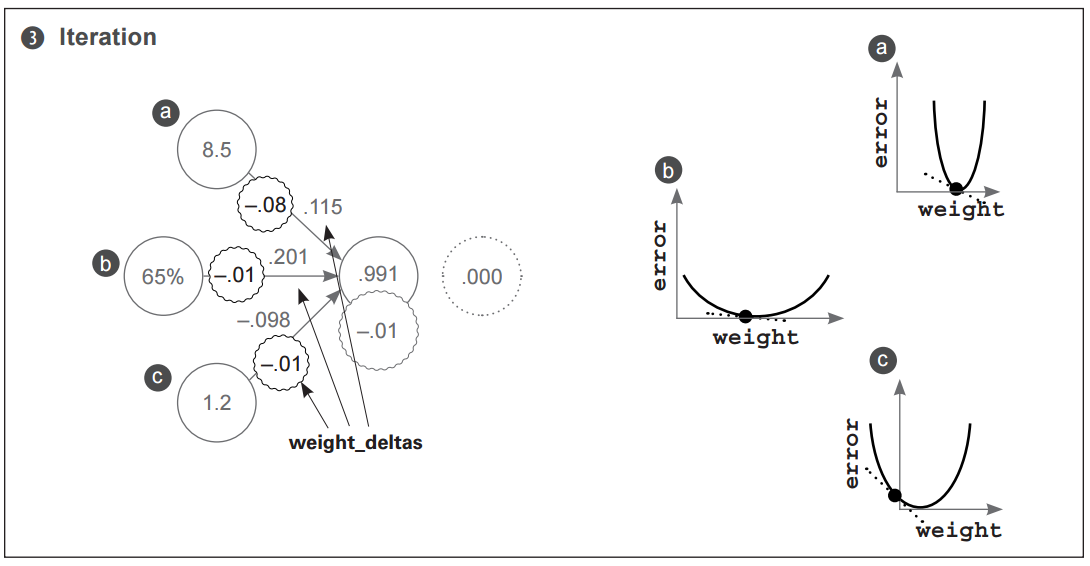 3 Iteration
a
8.5
–.08
.115
b
65%
–.01
.201
.991
.000
–.098
–.01
–.01
c
1.2
weight_deltas
a
error
weight
b
error
weight
c
error
weight